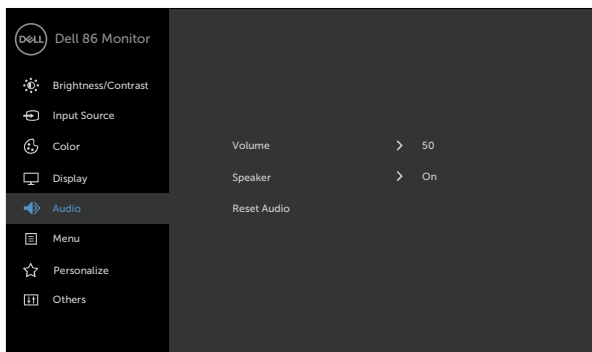 DELL Dell 86 Monitor
Brightness/Contrast
Input Source
Color
Display
Audio
Menu
Personalize
Others
Volume > 50
Speaker > On
Reset Audio